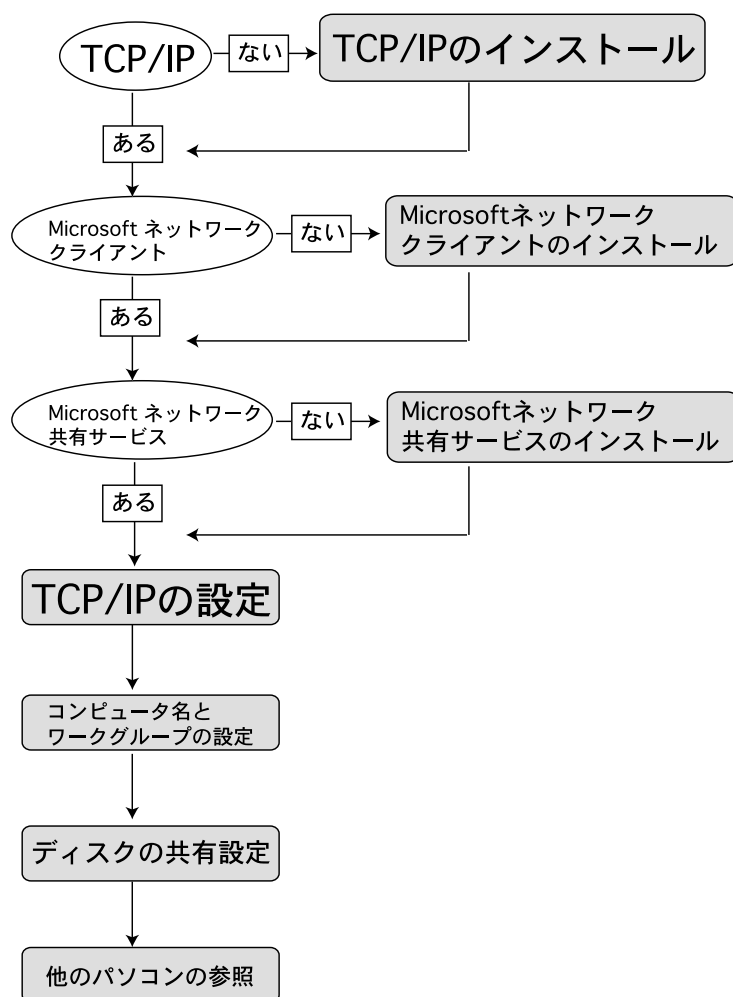 TCP/IP
ない
TCP/IPのインストール
ある
Microsoft ネットワーク
クライアント
ない
Microsoftネットワーク
クライアントのインストール
ある
Microsoft ネットワーク
共有サービス
ない
Microsoftネットワーク
共有サービスのインストール
ある
TCP/IPの設定
コンピュータ名と
ワークグループの設定
ディスクの共有設定
他のパソコンの参照